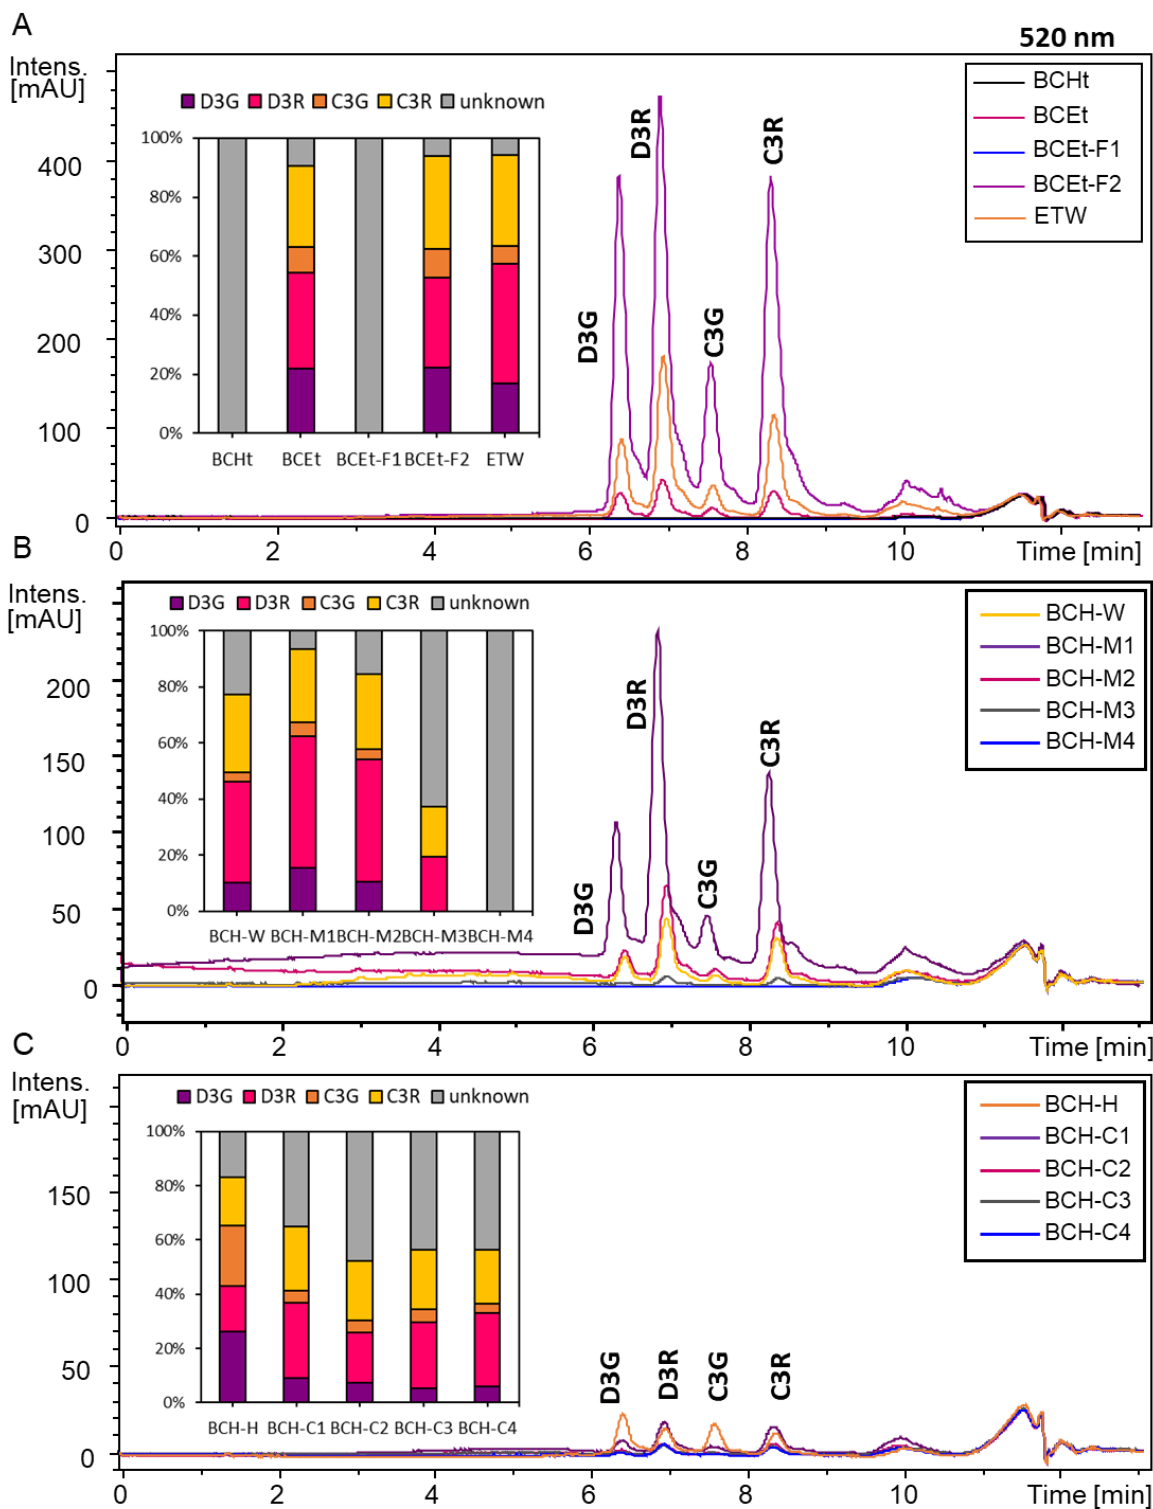 A
520 nm
Intens.
[mAU]
BCHt
BCEt
BCEt-F1
BCEt-F2
ETW
D3G D3R C3G C3R unknown
100%
80%
60%
40%
20%
0%
BCHt BCEt BCEt-F1 BCEt-F2 ETW
400
300
200
100
0
D3G
D3R
C3G
C3R
0 2 4 6 8 10 Time [min]
B
Intens.
[mAU]
BCH-W
BCH-M1
BCH-M2
BCH-M3
BCH-M4
D3G D3R C3G C3R unknown
100%
80%
60%
40%
20%
0%
BCH-W BCH-M1 BCH-M2 BCH-M3 BCH-M4
200
150
100
50
0
D3G
D3R
C3G
C3R
0 2 4 6 8 10 Time [min]
C
Intens.
[mAU]
BCH-H
BCH-C1
BCH-C2
BCH-C3
BCH-C4
D3G D3R C3G C3R unknown
100%
80%
60%
40%
20%
0%
BCH-H BCH-C1 BCH-C2 BCH-C3 BCH-C4
150
100
50
0
D3G
D3R
C3G
C3R
0 2 4 6 8 10 Time [min]